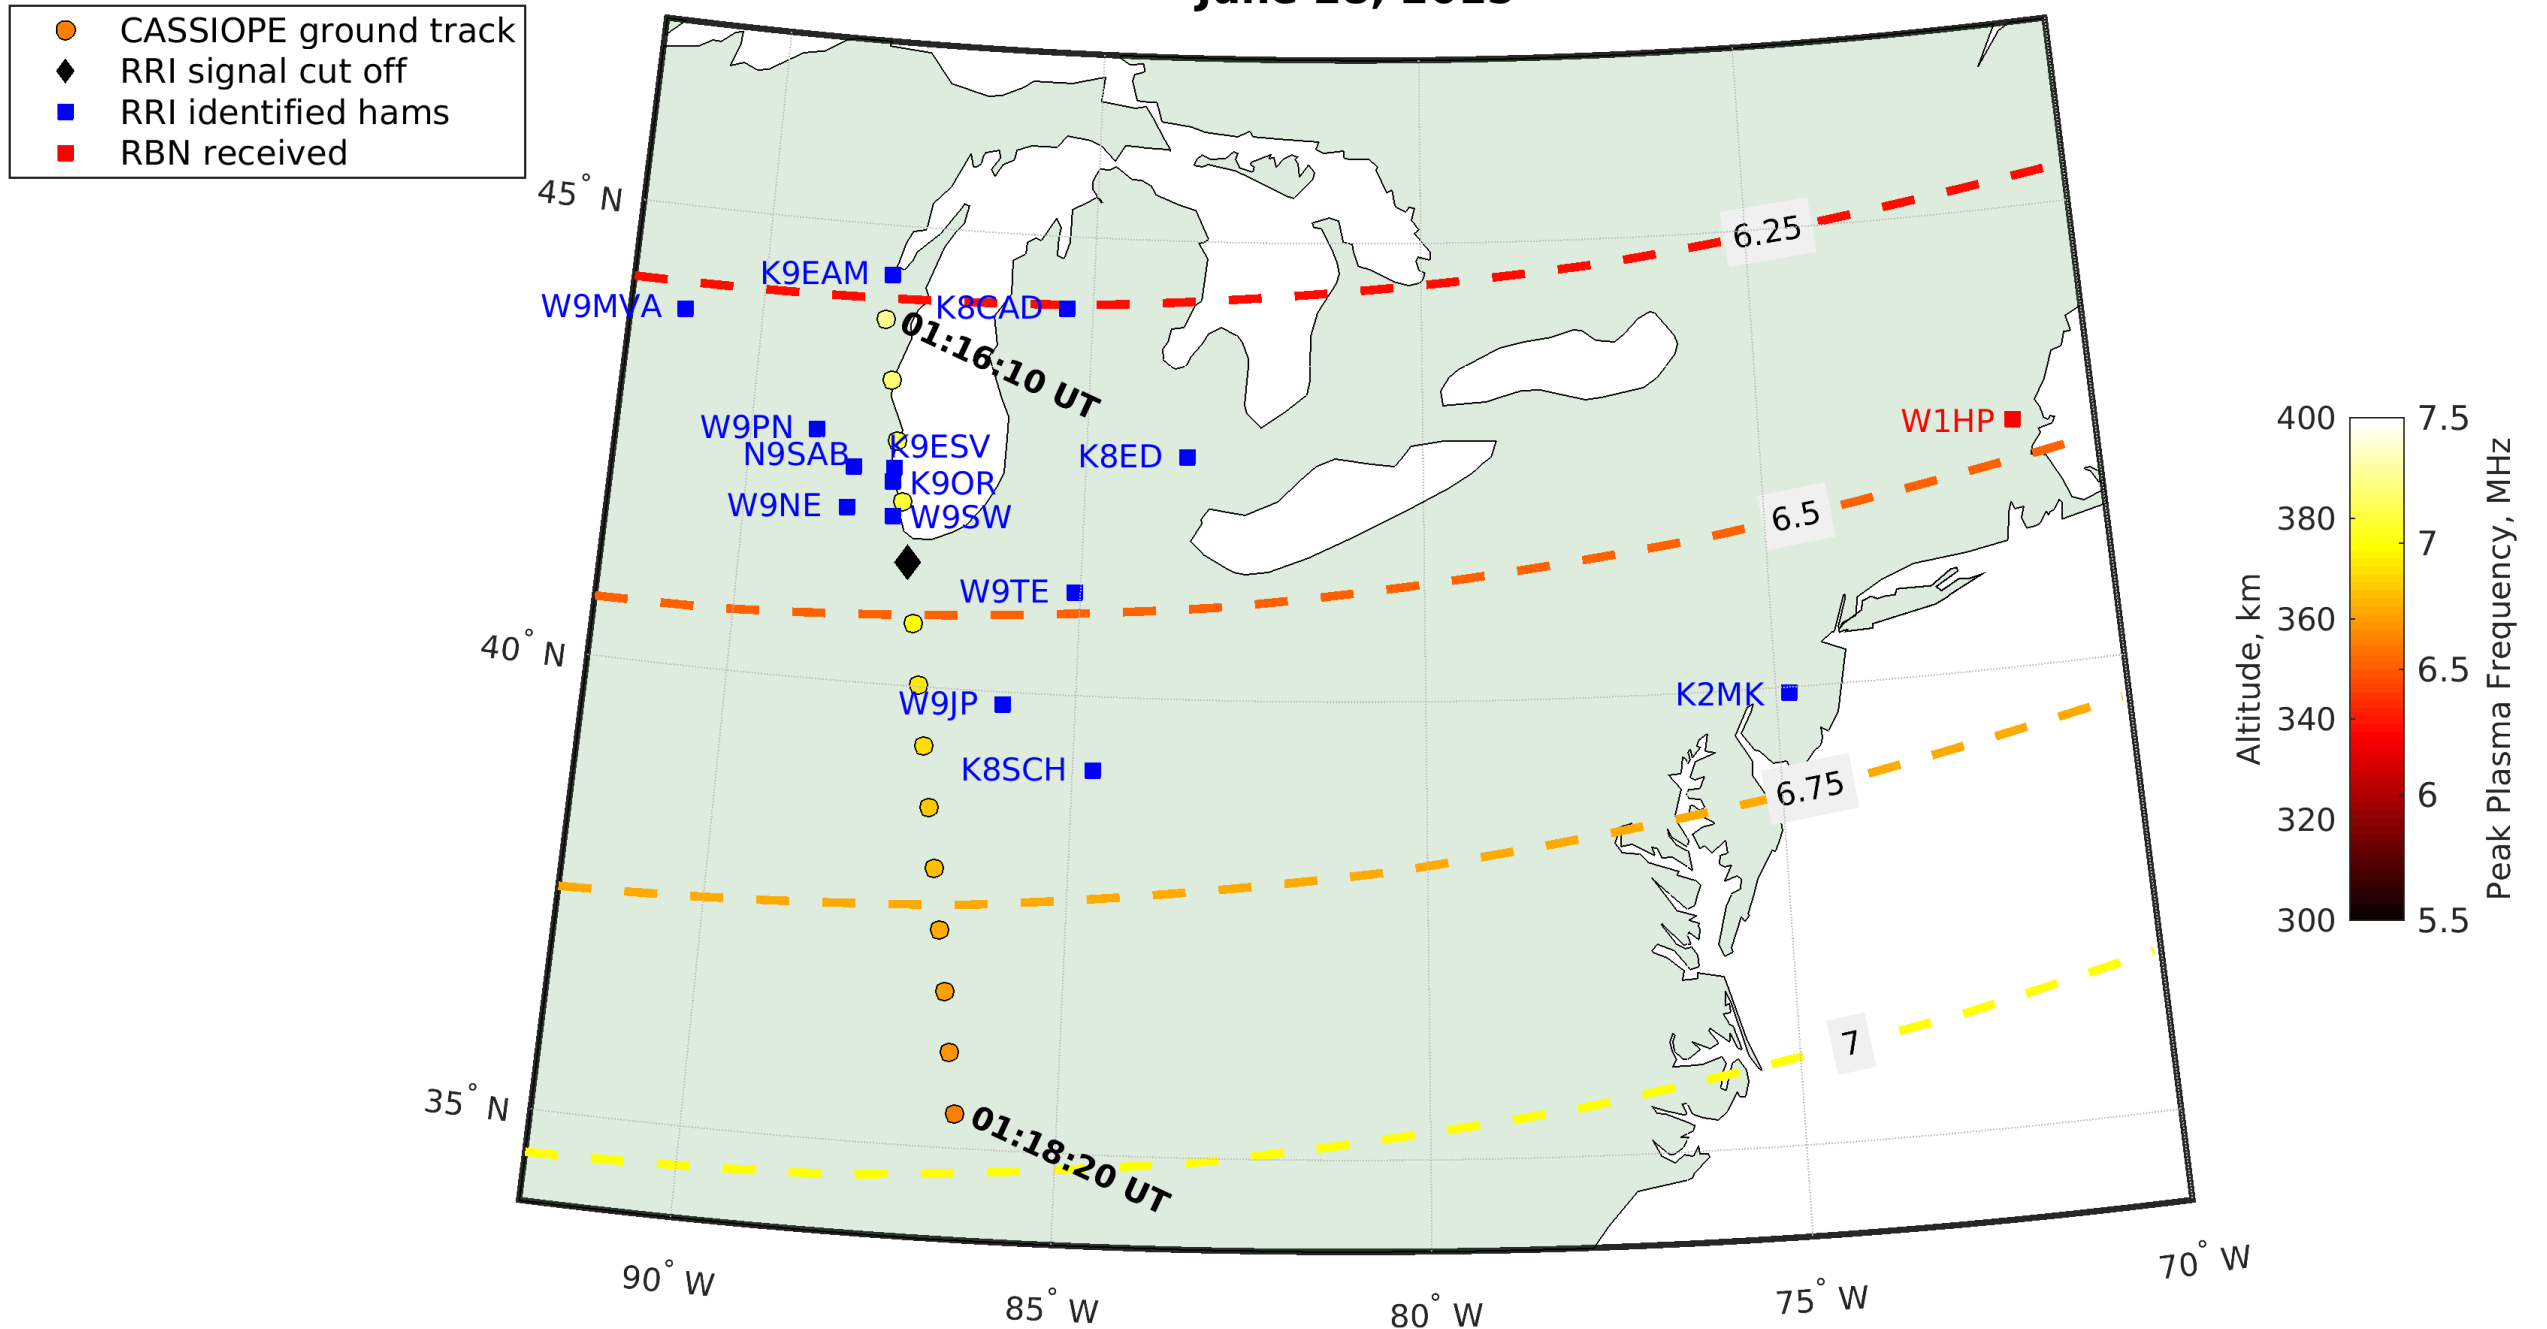 CASSIOPE ground track
RRI signal cut off
RRI identified hams
RBN received
45° N
6.25
K9EAM
W9MVA
K8CAD
01:16:10 UT
W1HP
W9PN
K9ESV
N9SAB
K8ED
K9OR
W9NE
W9SW
6.5
W9TE
40° N
W9JP
K2MK
K8SCH
6.75
7
35° N
01:18:20 UT
90° W
85° W
80° W
75° W
70° W
400
380
360
340
320
300
Altitude, km
7.5
7
6.5
6
5.5
Peak Plasma Frequency, MHz